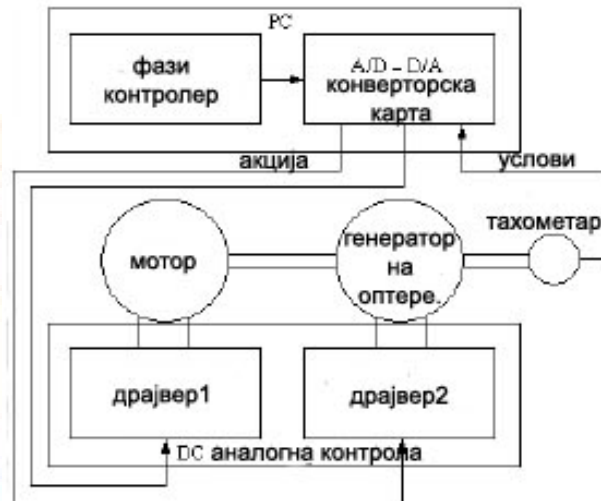 PC
фази
контролер
A/D - D/A
конверторска
карта
акција
услови
тахометар
мотор
генератор
на
оптере.
драјвер1
драјвер2
DC аналогна контрола